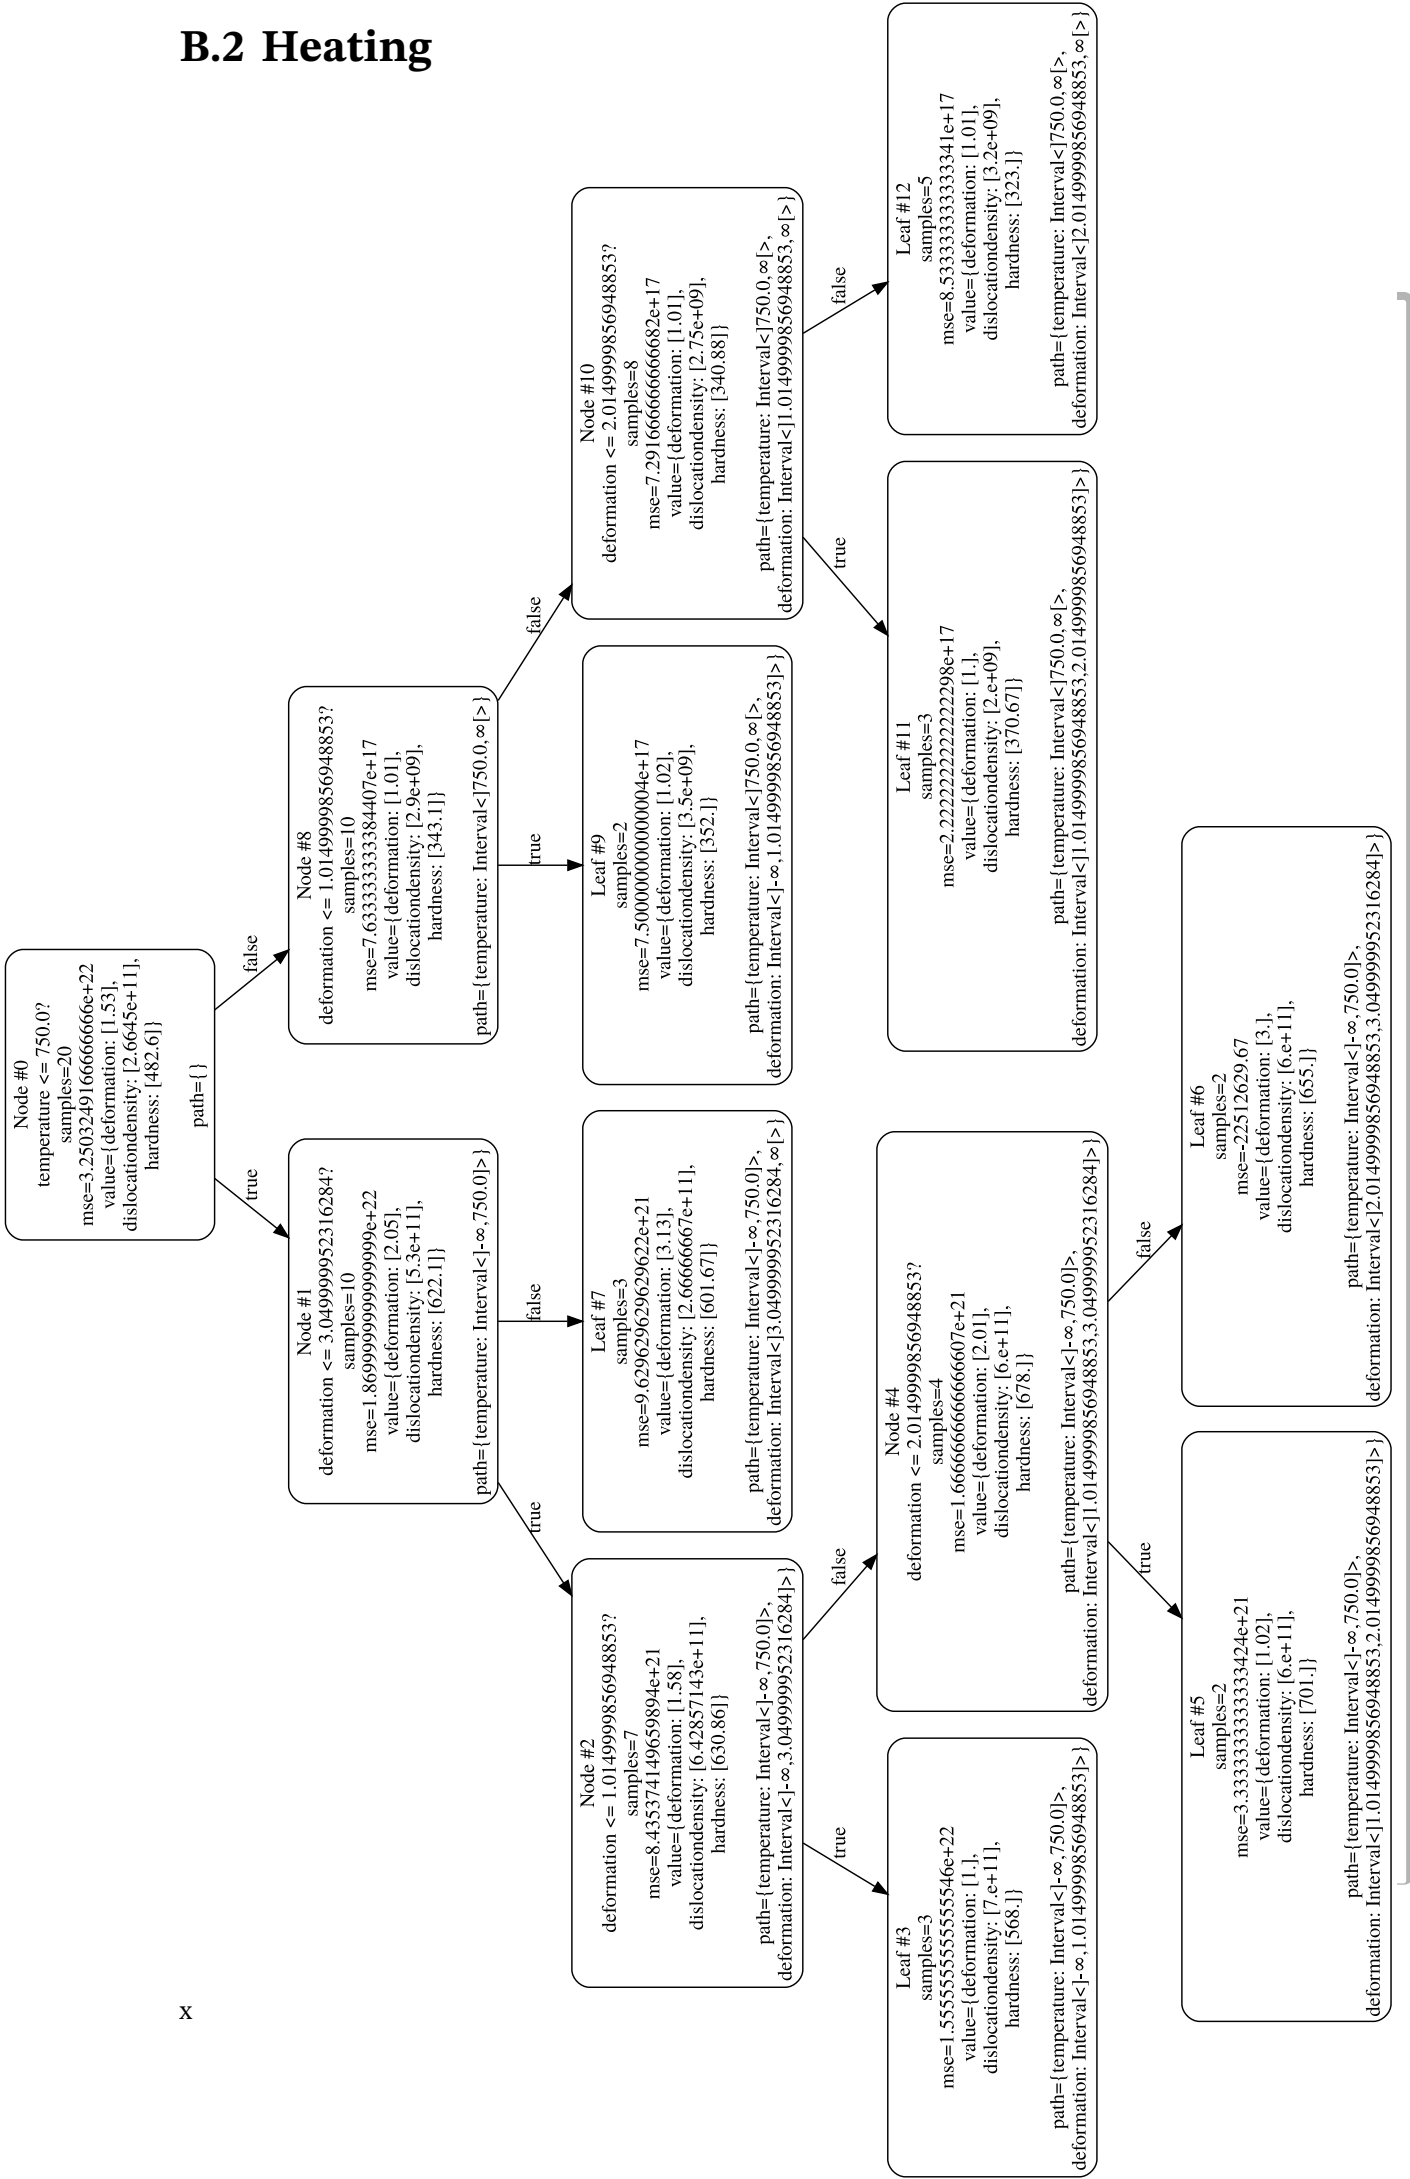 B.2 Heating
Node #0
temperature <= 750.0?
samples=20
mse=3.2503249166666666e+22
value={deformation: [1.53],
dislocationdensity: [2.6645e+11],
hardness: [482.6]}
path={}
true
false
Node #1
deformation <= 3.049999952316284?
samples=10
mse=1.8699999999999999e+22
value={deformation: [2.05],
dislocationdensity: [5.3e+11],
hardness: [622.1]}
path={temperature: Interval<]-∞,750.0]>}
Node #8
deformation <= 1.0149999856948853?
samples=10
mse=7.633333333384407e+17
value={deformation: [1.01],
dislocationdensity: [2.9e+09],
hardness: [343.1]}
path={temperature: Interval<]750.0,∞[>}
true
false
true
false
Node #2
deformation <= 1.0149999856948853?
samples=7
mse=8.435374149659894e+21
value={deformation: [1.58],
dislocationdensity: [6.42857143e+11],
hardness: [630.86]}
path={temperature: Interval<]-∞,750.0]>,
deformation: Interval<]-∞,3.049999952316284]>}
Leaf #7
samples=3
mse=9.629629629629622e+21
value={deformation: [3.13],
dislocationdensity: [2.66666667e+11],
hardness: [601.67]}
path={temperature: Interval<]-∞,750.0]>,
deformation: Interval<]3.049999952316284,∞[>}
Leaf #9
samples=2
mse=7.500000000000004e+17
value={deformation: [1.02],
dislocationdensity: [3.5e+09],
hardness: [352.]}
path={temperature: Interval<]750.0,∞[>,
deformation: Interval<]-∞,1.0149999856948853]>}
Node #10
deformation <= 2.0149999856948853?
samples=8
mse=7.291666666666682e+17
value={deformation: [1.01],
dislocationdensity: [2.75e+09],
hardness: [340.88]}
path={temperature: Interval<]750.0,∞[>,
deformation: Interval<]1.0149999856948853,∞[>}
true
false
true
false
Leaf #3
samples=3
mse=1.5555555555555546e+22
value={deformation: [1.],
dislocationdensity: [7.e+11],
hardness: [568.]}
path={temperature: Interval<]-∞,750.0]>,
deformation: Interval<]-∞,1.0149999856948853]>}
Node #4
deformation <= 2.0149999856948853?
samples=4
mse=1.6666666666666607e+21
value={deformation: [2.01],
dislocationdensity: [6.e+11],
hardness: [678.]}
path={temperature: Interval<]-∞,750.0]>,
deformation: Interval<]1.0149999856948853,3.049999952316284]>}
Leaf #11
samples=3
mse=2.2222222222222298e+17
value={deformation: [1.],
dislocationdensity: [2.e+09],
hardness: [370.67]}
path={temperature: Interval<]750.0,∞[>,
deformation: Interval<]1.0149999856948853,2.0149999856948853]>}
Leaf #12
samples=5
mse=8.533333333333341e+17
value={deformation: [1.01],
dislocationdensity: [3.2e+09],
hardness: [323.]}
path={temperature: Interval<]750.0,∞[>,
deformation: Interval<]2.0149999856948853,∞[>}
true
false
Leaf #5
samples=2
mse=3.3333333333333424e+21
value={deformation: [1.02],
dislocationdensity: [6.e+11],
hardness: [701.]}
path={temperature: Interval<]-∞,750.0]>,
deformation: Interval<]1.0149999856948853,2.0149999856948853]>}
Leaf #6
samples=2
mse=-22512629.67
value={deformation: [3.],
dislocationdensity: [6.e+11],
hardness: [655.]}
path={temperature: Interval<]-∞,750.0]>,
deformation: Interval<]2.0149999856948853,3.049999952316284]>}
x